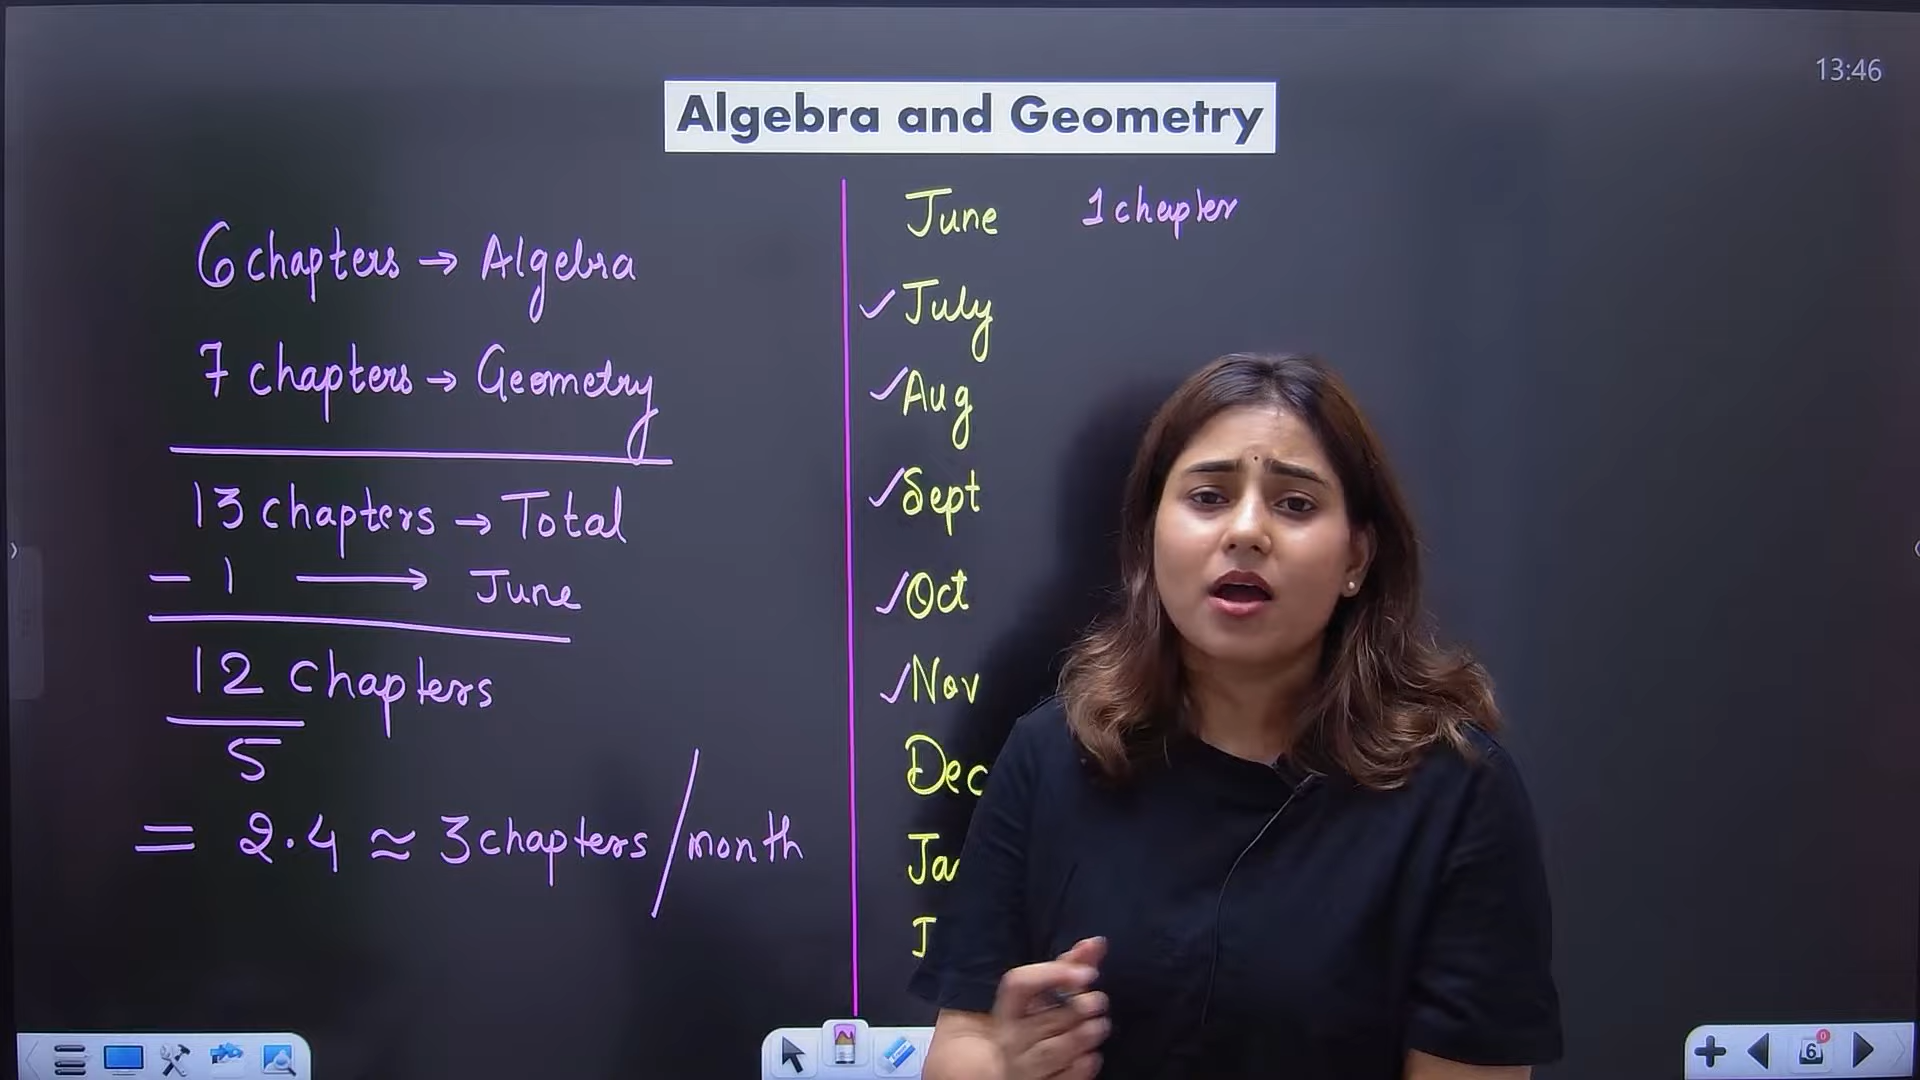 13:46
Algebra and Geometry
6 chapters → Algebra
7 chapters → Geometry
13 chapters → Total
- 1 → June
12 chapters
5
= 2.4 ≈ 3 chapters / month
June 1 chapter
✓ July
✓ Aug
✓ Sept
✓ Oct
✓ Nov
Dec
6